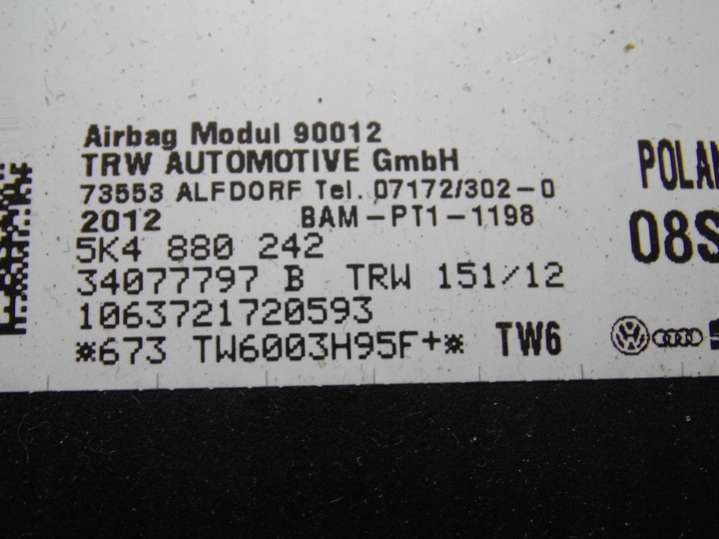 Airbag Modul 90012
TRW AUTOMOTIVE GmbH
73553 ALFDORF Tel. 07172/302-0
2012 BAM-PT1-1198
5K4 880 242
34077797 B TRW 151/12
1063721720593
*673 TW6003H95F+* TW6
POLAN
08S